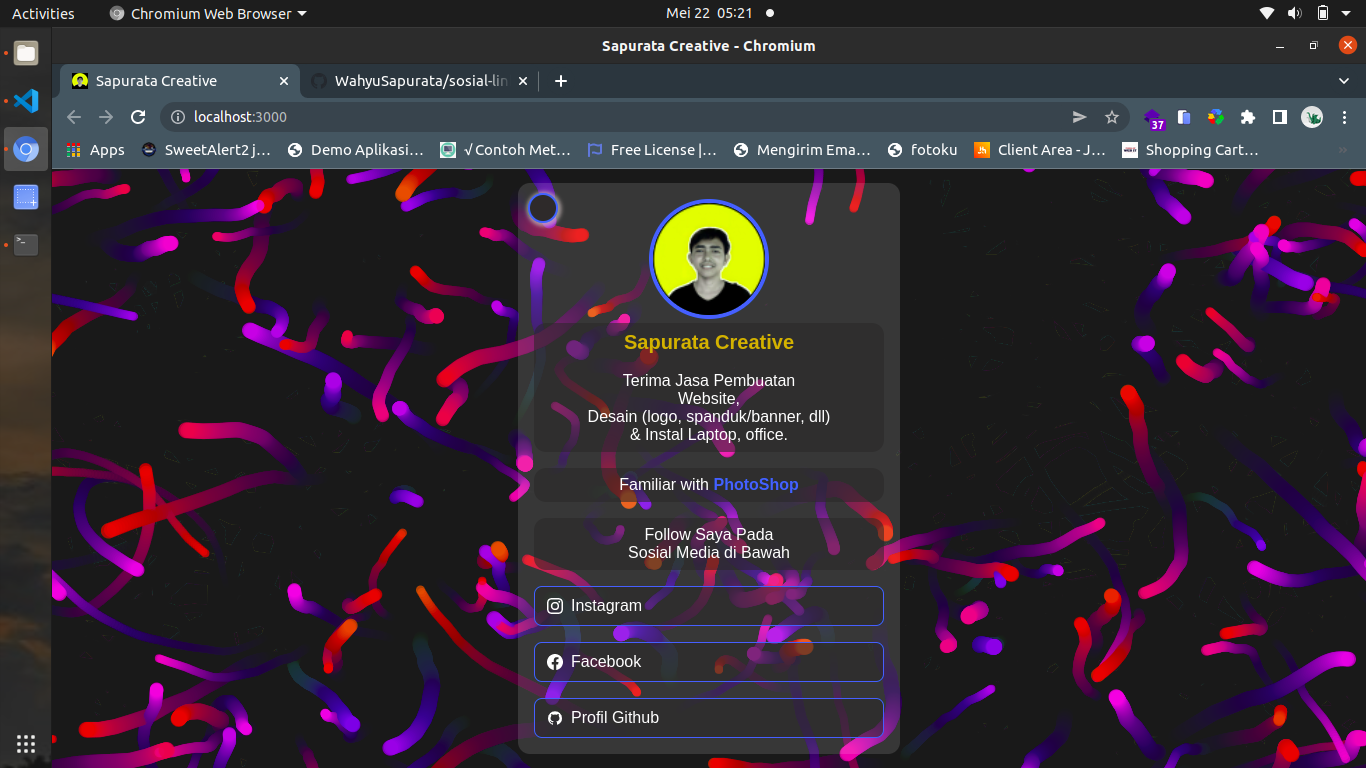 Activities
Chromium Web Browser
Mei 22 05:21
Sapurata Creative - Chromium
Sapurata Creative
WahyuSapurata/sosial-lin
localhost:3000
37
Apps
SweetAlert2 j…
Demo Aplikasi…
√ Contoh Met…
Free License |…
Mengirim Ema…
fotoku
Client Area - J…
Shopping Cart…
Sapurata Creative
Terima Jasa Pembuatan
Website,
Desain (logo, spanduk/banner, dll)
& Instal Laptop, office.
Familiar with PhotoShop
Follow Saya Pada
Sosial Media di Bawah
Instagram
Facebook
Profil Github